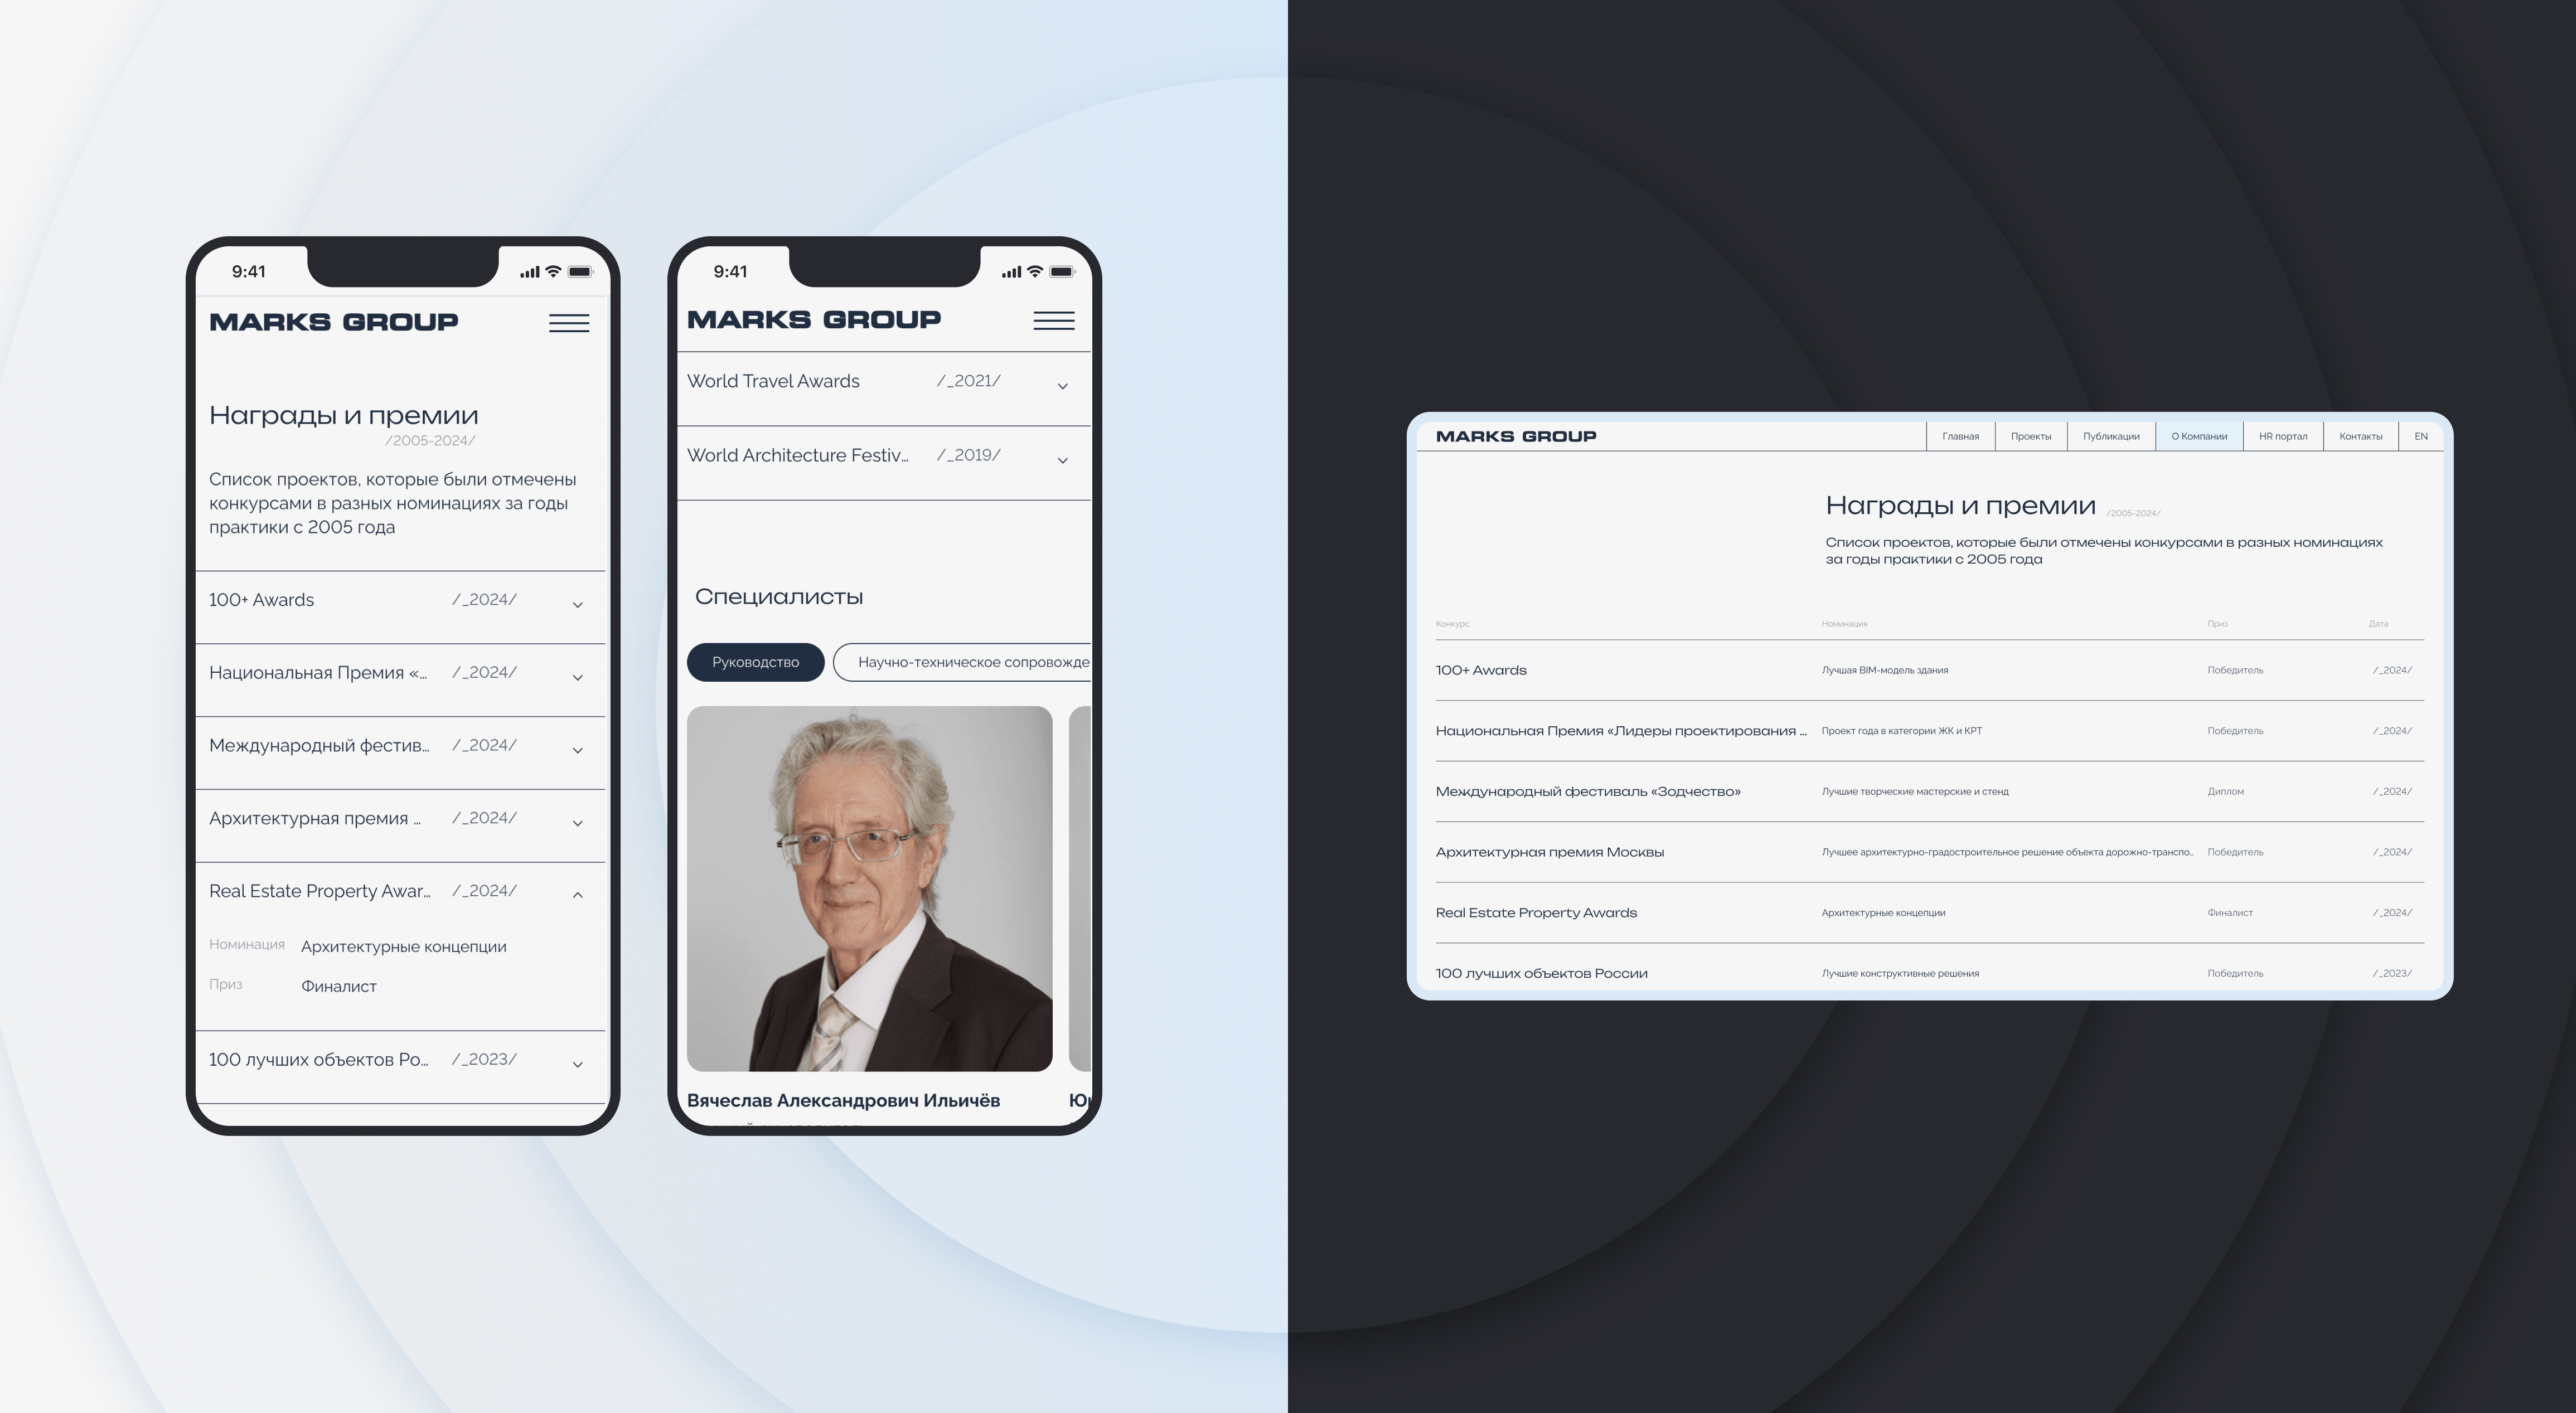 9:41
MARKS GROUP
Награды и премии
/2005-2024/
Список проектов, которые были отмечены
конкурсами в разных номинациях за годы
практики с 2005 года
100+ Awards /_2024/
Национальная Премия «... /_2024/
Международный фестив... /_2024/
Архитектурная премия ... /_2024/
Real Estate Property Awar... /_2024/
Номинация Архитектурные концепции
Приз Финалист
100 лучших объектов Ро... /_2023/
9:41
MARKS GROUP
World Travel Awards /_2021/
World Architecture Festiv... /_2019/
Специалисты
Руководство Научно-техническое сопровожде
Вячеслав Александрович Ильичёв
MARKS GROUP Главная Проекты Публикации О Компании HR портал Контакты EN
Награды и премии /2005-2024/
Список проектов, которые были отмечены конкурсами в разных номинациях
за годы практики с 2005 года
Конкурс Номинация Приз Дата
100+ Awards Лучшая BIM-модель здания Победитель /_2024/
Национальная Премия «Лидеры проектирования ... Проект года в категории ЖК и КРТ Победитель /_2024/
Международный фестиваль «Зодчество» Лучшие творческие мастерские и стенд Диплом /_2024/
Архитектурная премия Москвы Лучшее архитектурно-градостроительное решение объекта дорожно-транспо... Победитель /_2024/
Real Estate Property Awards Архитектурные концепции Финалист /_2024/
100 лучших объектов России Лучшие конструктивные решения Победитель /_2023/